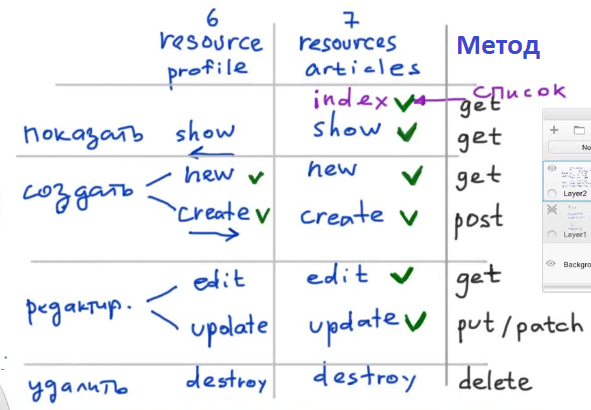 6 7
resource resources Метод
profile articles
index список get
показать show show get
создать new new get
create create post
редактир. edit edit get
update update put/patch
удалить destroy destroy delete
No
Layer2
Layer1
Backgro